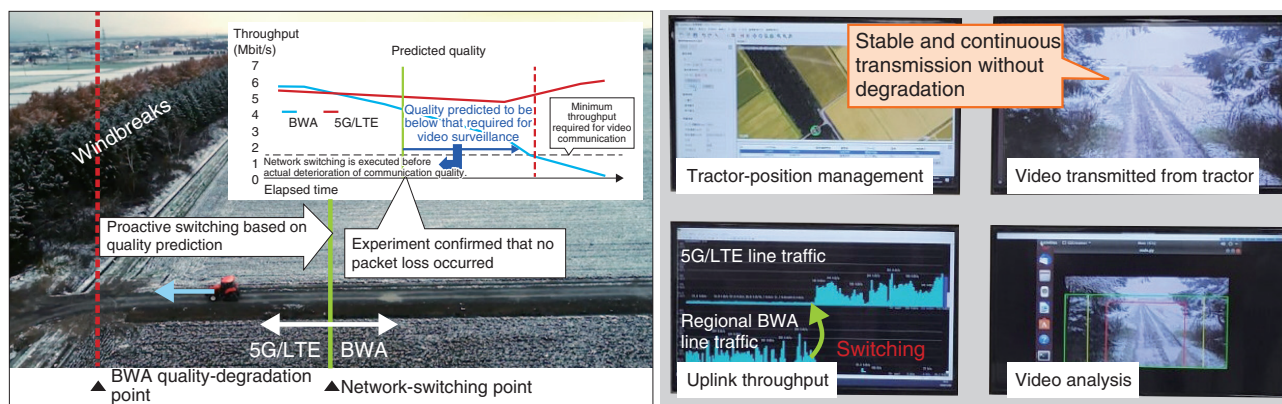 Throughput
(Mbit/s)
Predicted quality
7
6
5
4
3
2
1
0
BWA
5G/LTE
Quality predicted to be
below that required for
video surveillance
Minimum
throughput
required for video
communication
Network switching is executed before
actual deterioration of communication quality.
Elapsed time
Windbreaks
Proactive switching based on
quality prediction
Experiment confirmed that no
packet loss occurred
5G/LTE
BWA
▲ BWA quality-degradation
point
▲ Network-switching point
Stable and continuous
transmission without
degradation
Tractor-position management
Video transmitted from tractor
5G/LTE line traffic
Regional BWA
line traffic
Switching
Uplink throughput
Video analysis